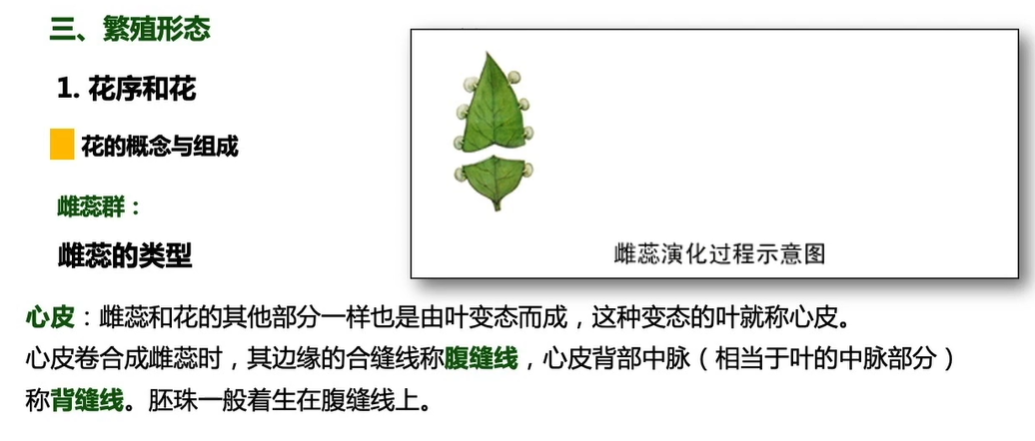 三、繁殖形态
1. 花序和花
花的概念与组成
雌蕊群：
雌蕊的类型
雌蕊演化过程示意图
心皮：雌蕊和花的其他部分一样也是由叶变态而成，这种变态的叶就称心皮。
心皮卷合成雌蕊时，其边缘的合缝线称腹缝线，心皮背部中脉（相当于叶的中脉部分）
称背缝线。胚珠一般着生在腹缝线上。